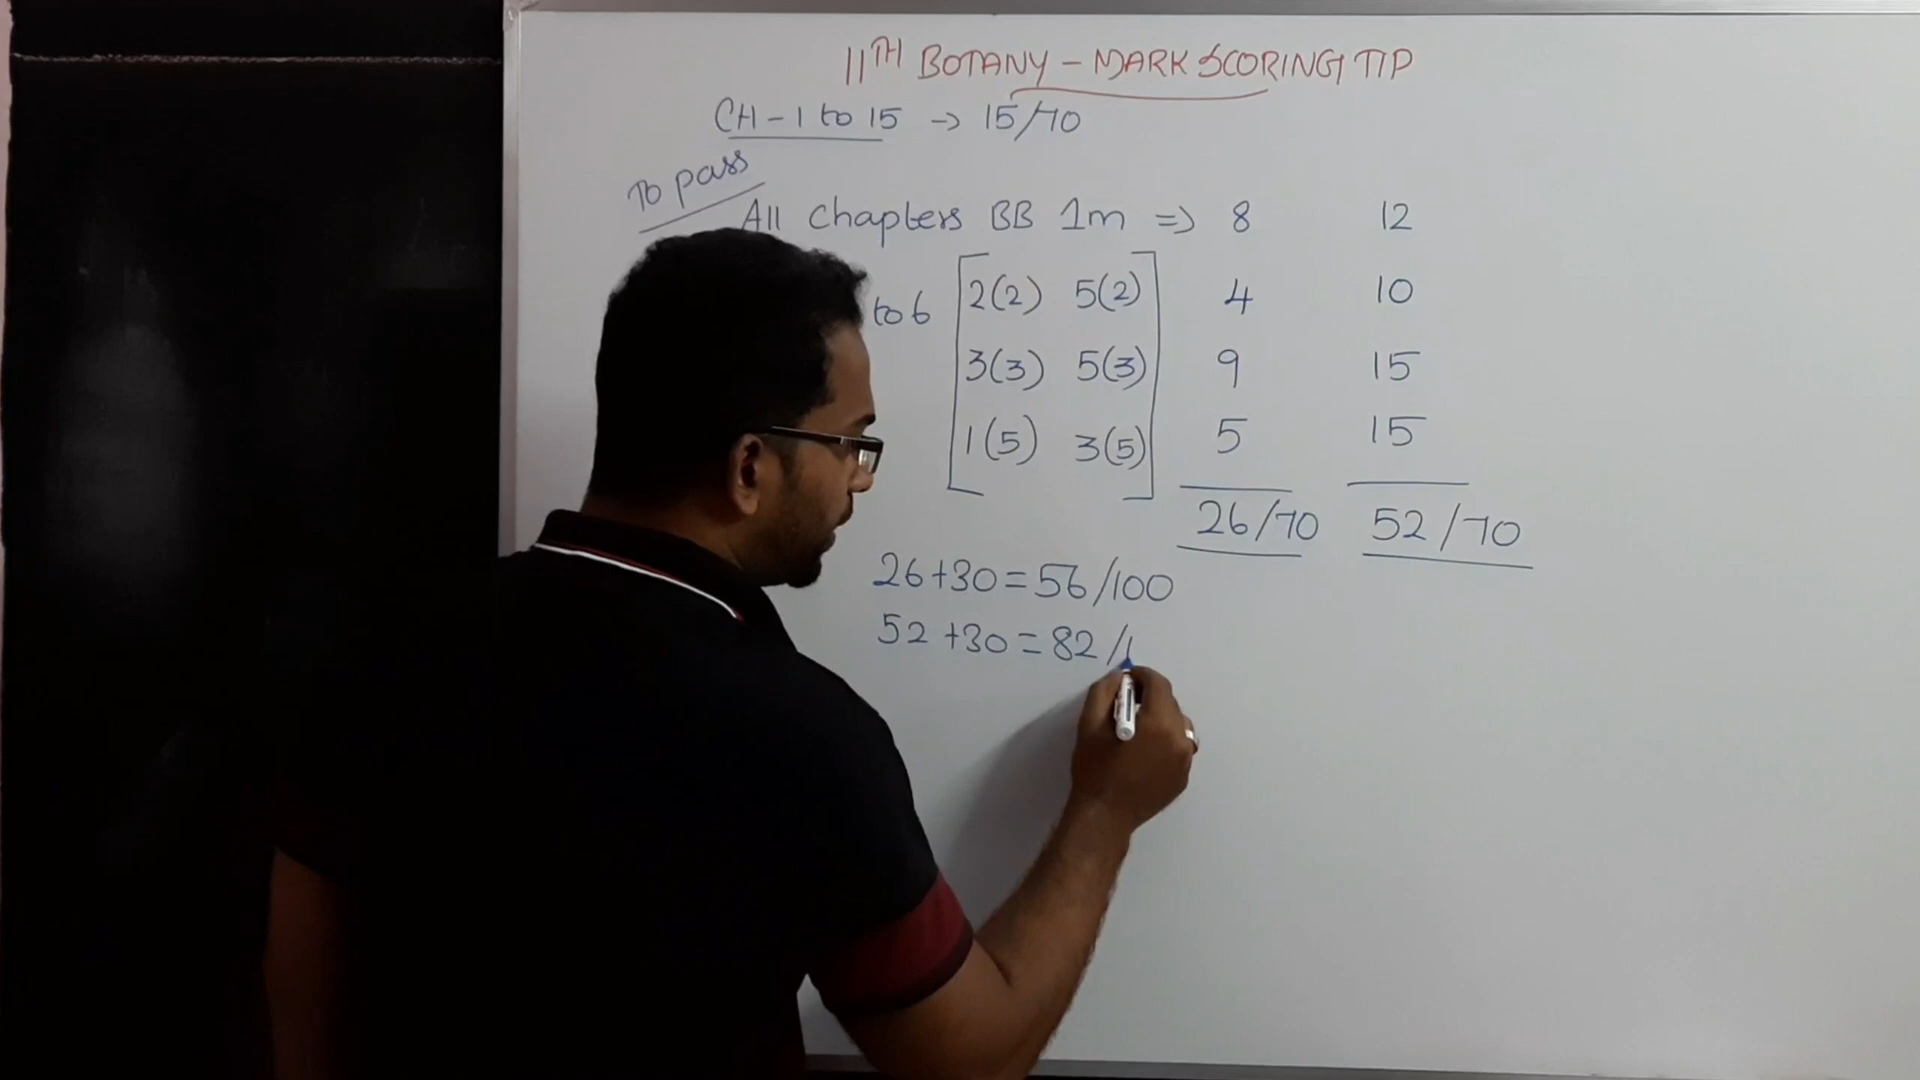 11TH BOTANY - MARK SCORING TIP
CH - 1 to 15 -> 15/70
To pass
All chapters BB 1m => 8 12
to 6 2(2) 5(2) 4 10
3(3) 5(3) 9 15
1(5) 3(5) 5 15
26/70 52/70
26+30=56/100
52+30=82/1